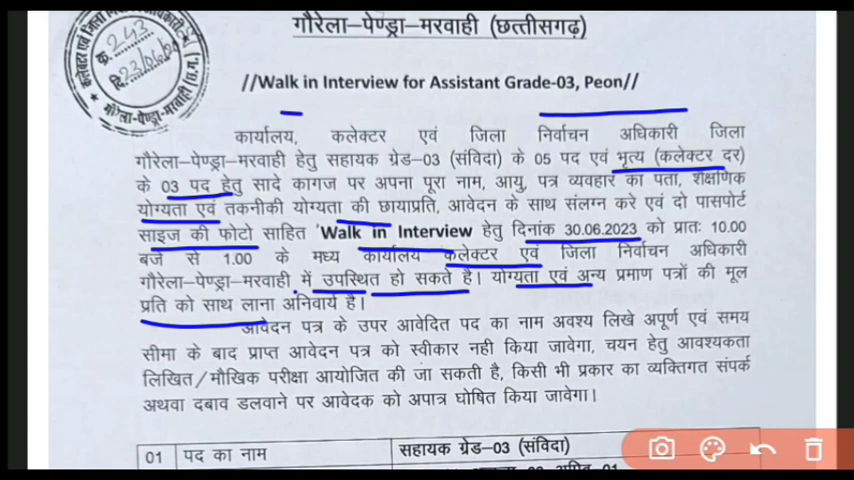 गौरेला–पेण्ड्रा–मरवाही (छत्तीसगढ़)
क्र. 243
//Walk in Interview for Assistant Grade-03, Peon//
कार्यालय, कलेक्टर एवं जिला निर्वाचन अधिकारी जिला
गौरेला–पेण्ड्रा–मरवाही हेतु सहायक ग्रेड–03 (संविदा) के 05 पद एवं भृत्य (कलेक्टर दर)
के 03 पद हेतु सादे कागज पर अपना पूरा नाम, आयु, पत्र व्यवहार का पता, शैक्षणिक
योग्यता एवं तकनीकी योग्यता की छायाप्रति, आवेदन के साथ संलग्न करे एवं दो पासपोर्ट
साइज की फोटो साहित 'Walk in Interview हेतु दिनांक 30.06.2023 को प्रातः 10.00
बजे से 1.00 के मध्य कार्यालय कलेक्टर एवं जिला निर्वाचन अधिकारी
गौरेला–पेण्ड्रा–मरवाही में उपस्थित हो सकते है। योग्यता एवं अन्य प्रमाण पत्रों की मूल
प्रति को साथ लाना अनिवार्य है।
आवेदन पत्र के उपर आवेदित पद का नाम अवश्य लिखे अपूर्ण एवं समय
सीमा के बाद प्राप्त आवेदन पत्र को स्वीकार नही किया जावेगा, चयन हेतु आवश्यकता
लिखित/मौखिक परीक्षा आयोजित की जा सकती है, किसी भी प्रकार का व्यक्तिगत संपर्क
अथवा दबाव डलवाने पर आवेदक को अपात्र घोषित किया जावेगा।
01 पद का नाम सहायक ग्रेड–03 (संविदा)